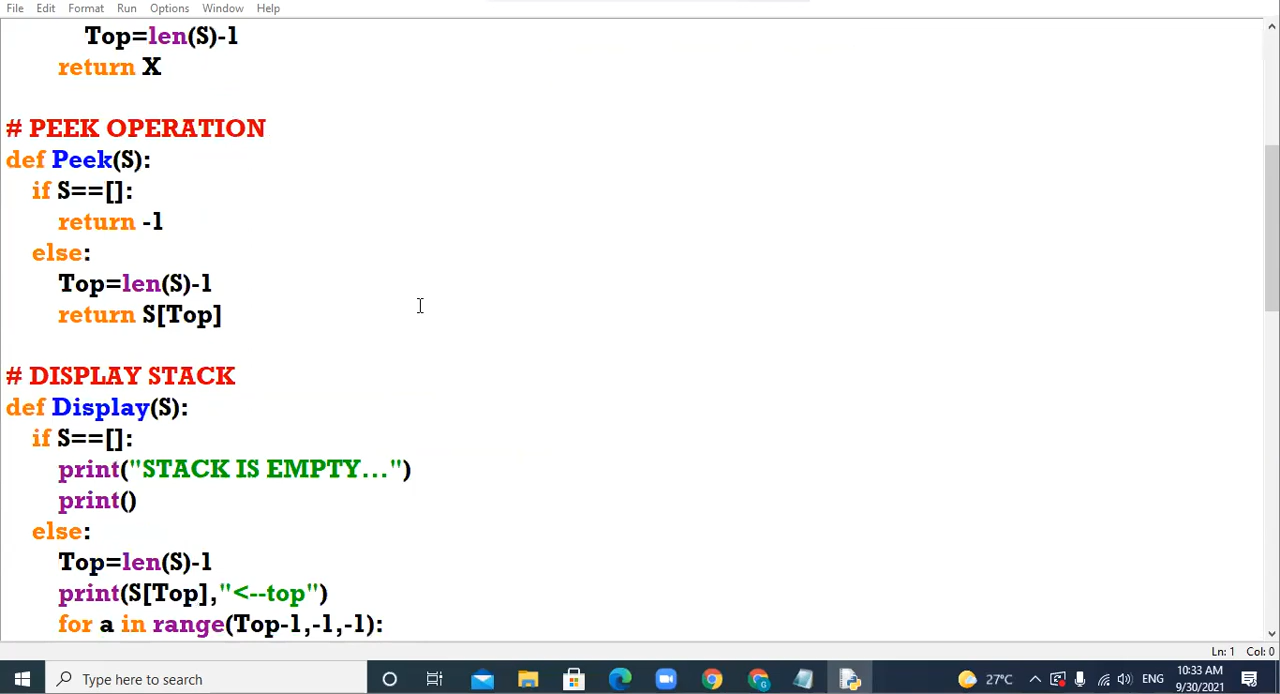 File Edit Format Run Options Window Help
Top=len(S)-1
return X
# PEEK OPERATION
def Peek(S):
if S==[]:
return -1
else:
Top=len(S)-1
return S[Top]
# DISPLAY STACK
def Display(S):
if S==[]:
print("STACK IS EMPTY...")
print()
else:
Top=len(S)-1
print(S[Top],"<--top")
for a in range(Top-1,-1,-1):
Ln: 1 Col: 0
Type here to search
27°C
ENG
10:33 AM
9/30/2021